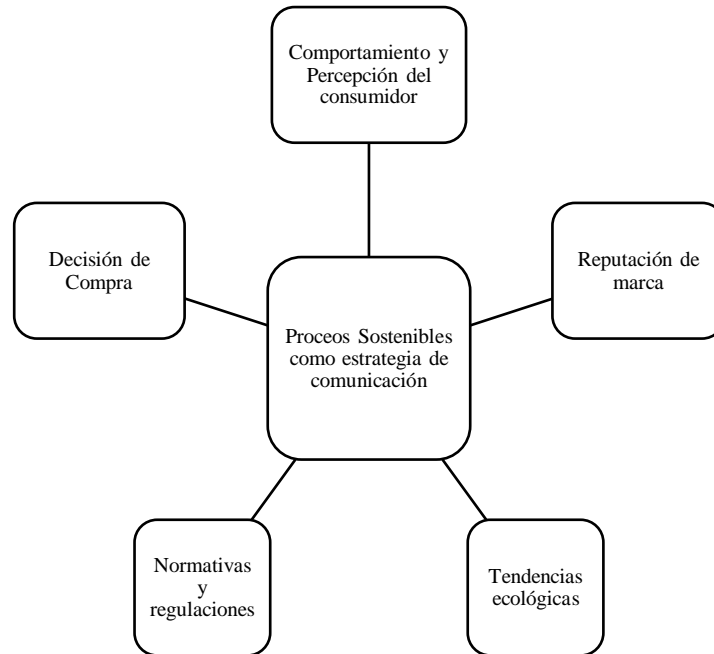 Comportamiento y
Percepción del
consumidor
Decisión de
Compra
Reputación de
marca
Proceos Sostenibles
como estrategia de
comunicación
Normativas
y
regulaciones
Tendencias
ecológicas